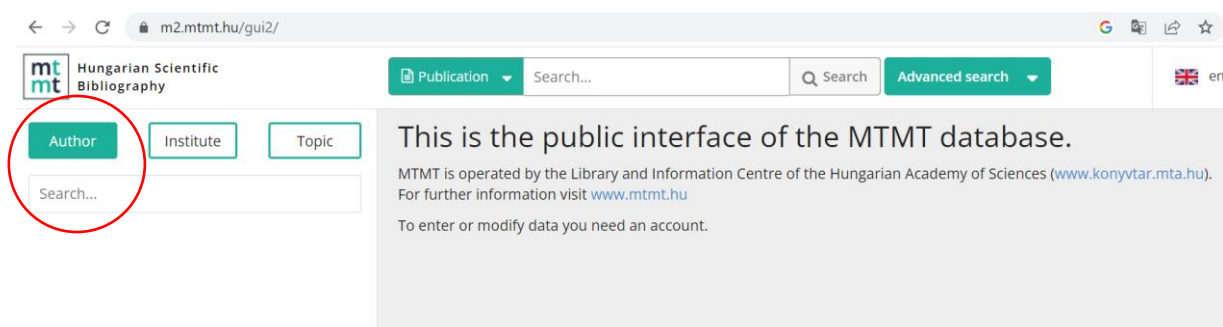 m2.mtmt.hu/gui2/
mt
mt
Hungarian Scientific
Bibliography
Publication
Search...
Search
Advanced search
en
Author
Institute
Topic
Search...
This is the public interface of the MTMT database.
MTMT is operated by the Library and Information Centre of the Hungarian Academy of Sciences (www.konyvtar.mta.hu).
For further information visit www.mtmt.hu
To enter or modify data you need an account.